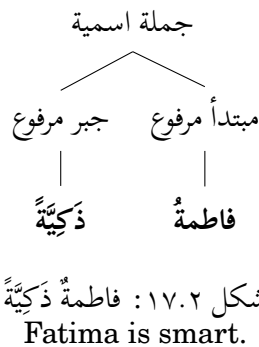 جملة اسمية
مبتدأ مرفوع جبر مرفوع
فاطمةُ ذَكِيَّةً
شكل ١٧.٢: فاطمةٌ ذَكِيَّةً
Fatima is smart.